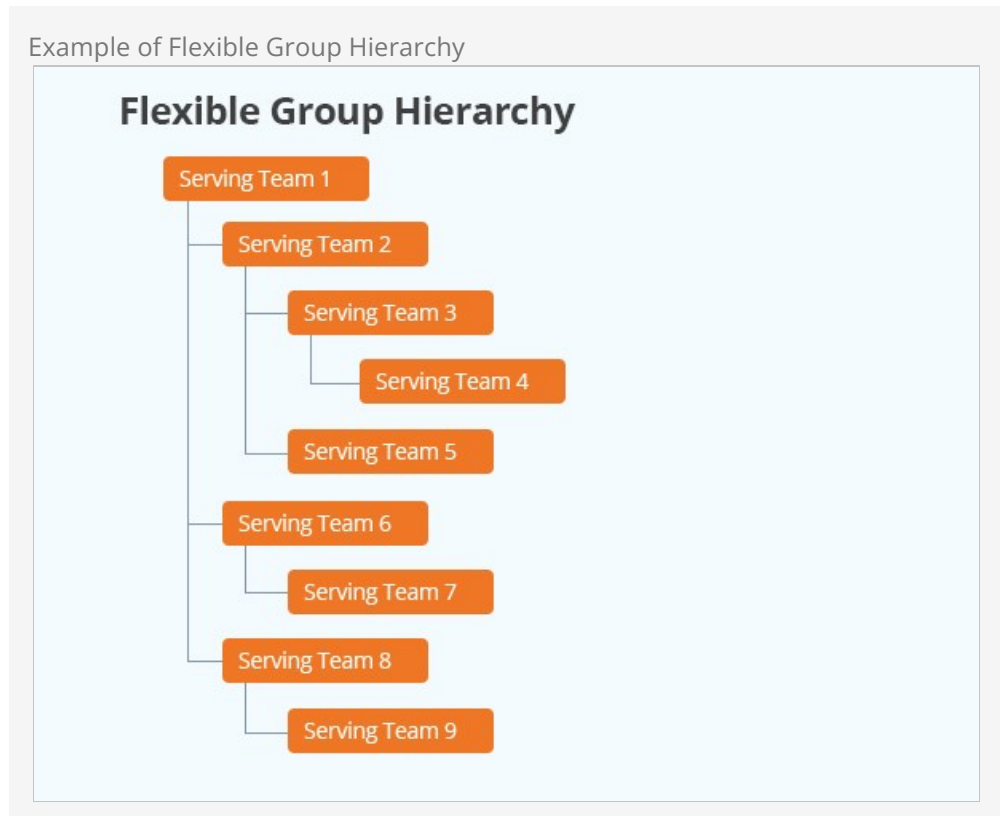 Example of Flexible Group Hierarchy
Flexible Group Hierarchy
Serving Team 1
Serving Team 2
Serving Team 3
Serving Team 4
Serving Team 5
Serving Team 6
Serving Team 7
Serving Team 8
Serving Team 9